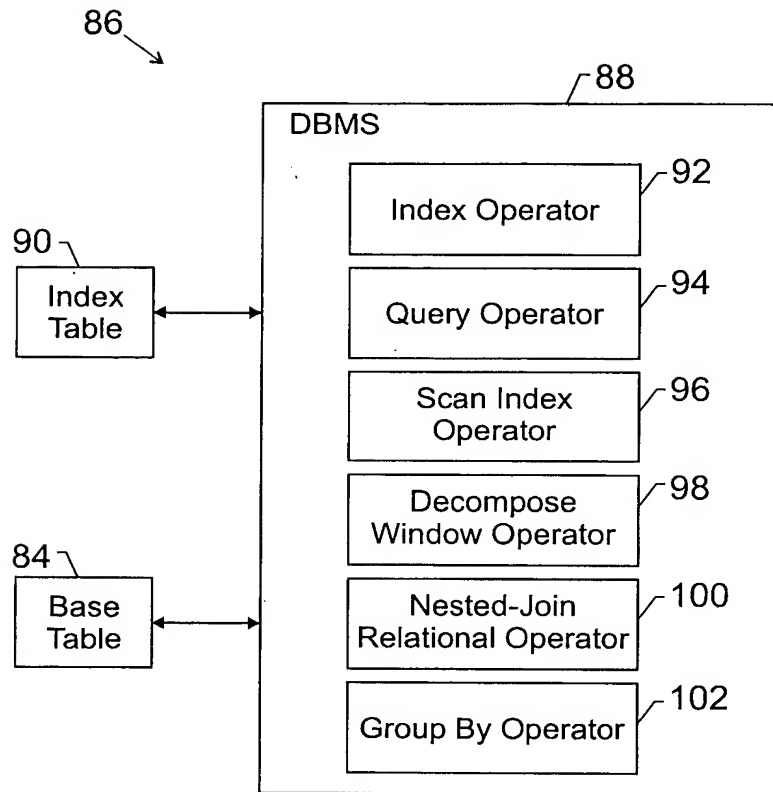 86
88
DBMS
92
Index Operator
90
Index
Table
94
Query Operator
96
Scan Index
Operator
98
Decompose
Window Operator
84
Base
Table
100
Nested-Join
Relational Operator
102
Group By Operator